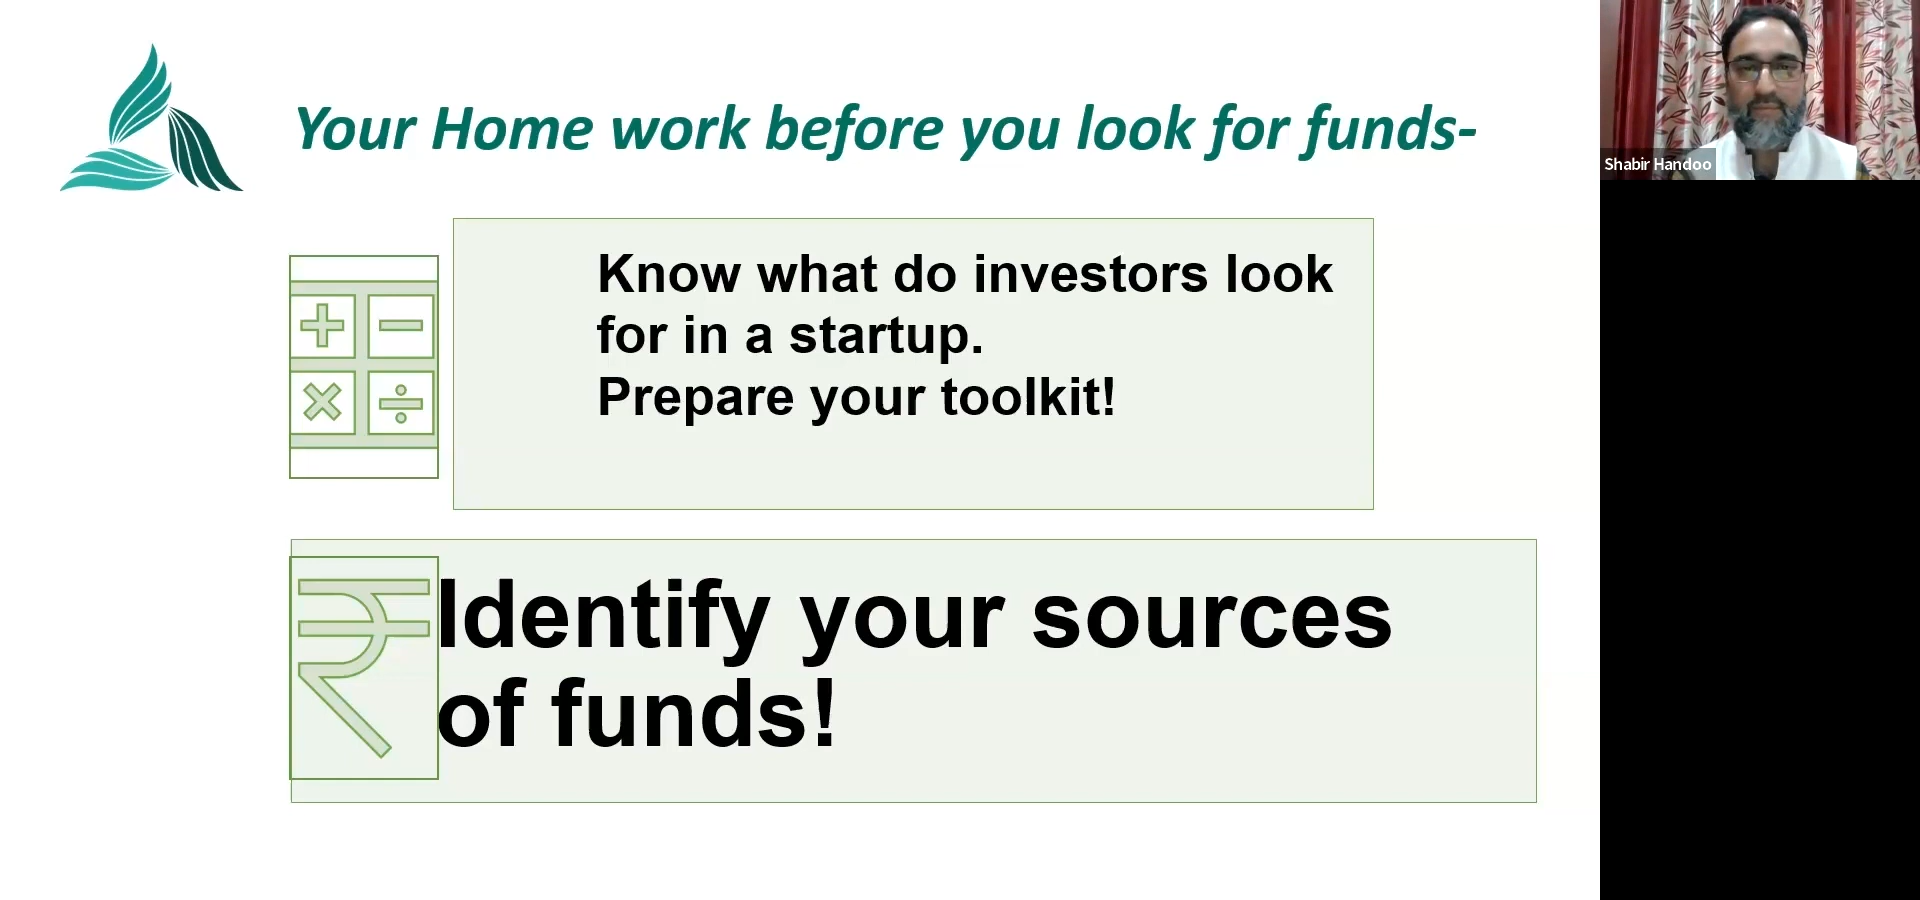 Your Home work before you look for funds-
Know what do investors look
for in a startup.
Prepare your toolkit!
Identify your sources
of funds!
Shabir Handoo